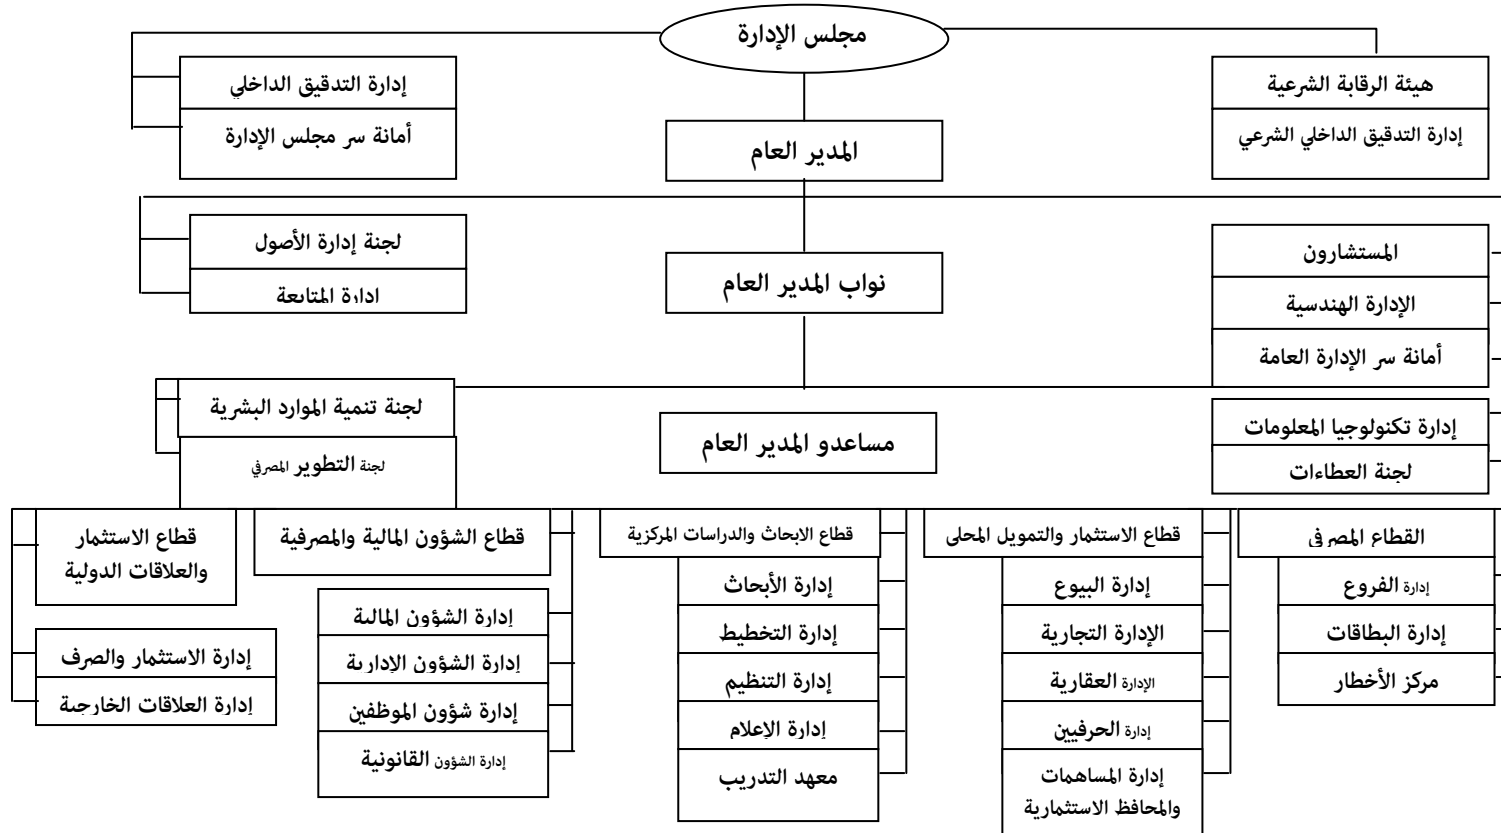 مجلس الإدارة
هيئة الرقابة الشرعية
إدارة التدقيق الداخلي الشرعي
إدارة التدقيق الداخلي
أمانة سر مجلس الإدارة
المدير العام
المستشارون
الإدارة الهندسية
أمانة سر الإدارة العامة
نواب المدير العام
لجنة إدارة الأصول
ادارة المتابعة
إدارة تكنولوجيا المعلومات
لجنة العطاءات
مساعدو المدير العام
لجنة تنمية الموارد البشرية
لجنة التطوير المصرفي
القطاع المصرفي
إدارة الفروع
إدارة البطاقات
مركز الأخطار
قطاع الاستثمار والتمويل المحلى
إدارة البيوع
الإدارة التجارية
الإدارة العقارية
إدارة الحرفيين
إدارة المساهمات
والمحافظ الاستثمارية
قطاع الابحاث والدراسات المركزية
إدارة الأبحاث
إدارة التخطيط
إدارة التنظيم
إدارة الإعلام
معهد التدريب
قطاع الشؤون المالية والمصرفية
إدارة الشؤون المالية
إدارة الشؤون الإدارية
إدارة شؤون الموظفين
إدارة الشؤون القانونية
قطاع الاستثمار
والعلاقات الدولية
إدارة الاستثمار والصرف
إدارة العلاقات الخارجية